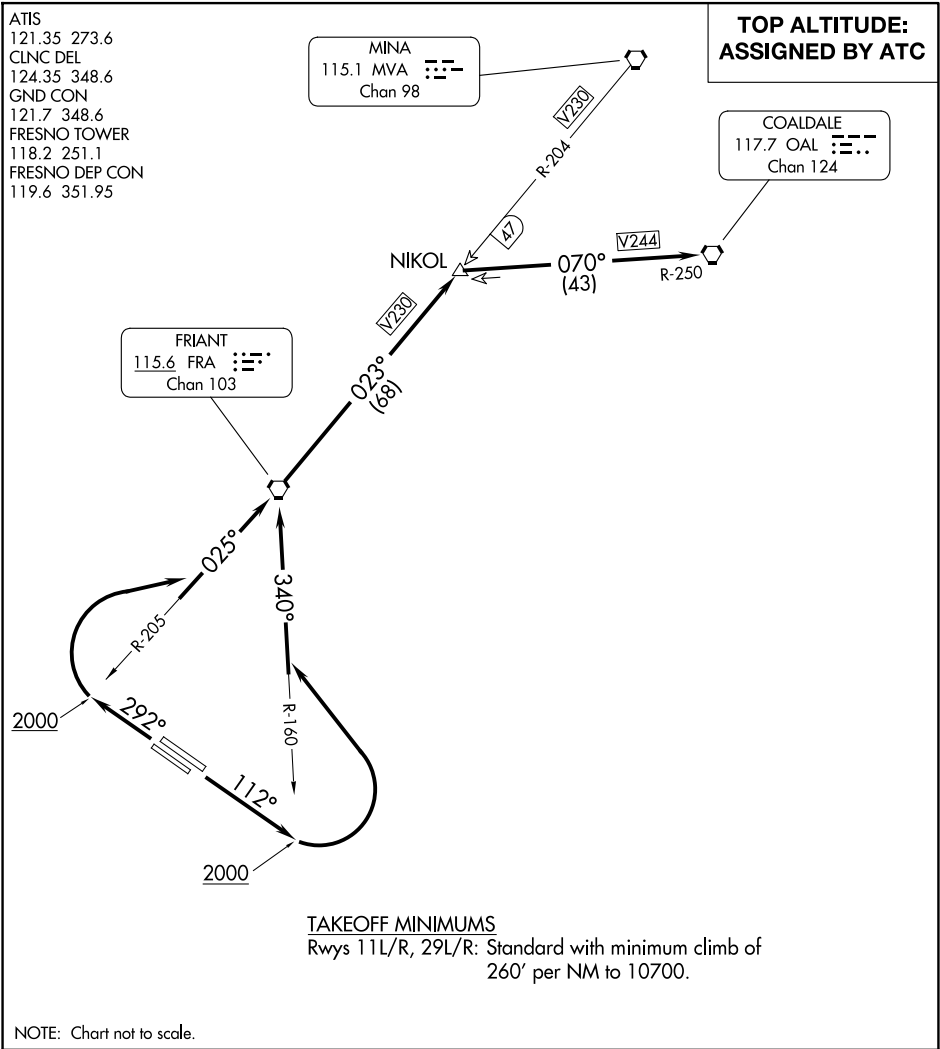 ATIS
121.35 273.6
CLNC DEL
124.35 348.6
GND CON
121.7 348.6
FRESNO TOWER
118.2 251.1
FRESNO DEP CON
119.6 351.95
MINA
115.1 MVA
Chan 98
TOP ALTITUDE:
ASSIGNED BY ATC
COALDALE
117.7 OAL
Chan 124
V230
R-204
47
NIKOL
070°
(43)
V244
R-250
V230
023°
(68)
FRIANT
115.6 FRA
Chan 103
025°
R-205
340°
R-160
2000
292°
112°
2000
TAKEOFF MINIMUMS
Rwys 11L/R, 29L/R: Standard with minimum climb of
260' per NM to 10700.
NOTE: Chart not to scale.